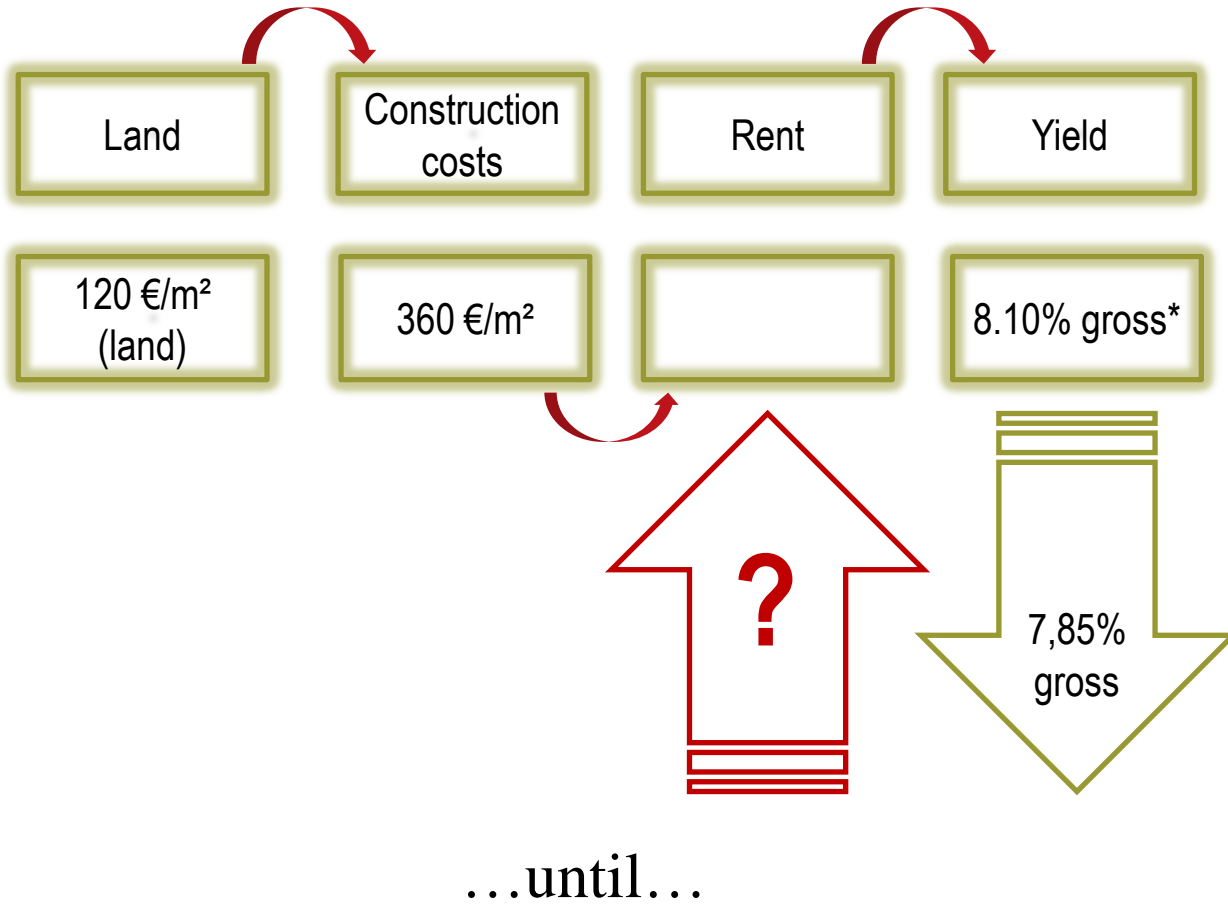 Land
Construction
costs
Rent
Yield
120 €/m²
(land)
360 €/m²
8.10% gross*
?
7,85%
gross
…until…